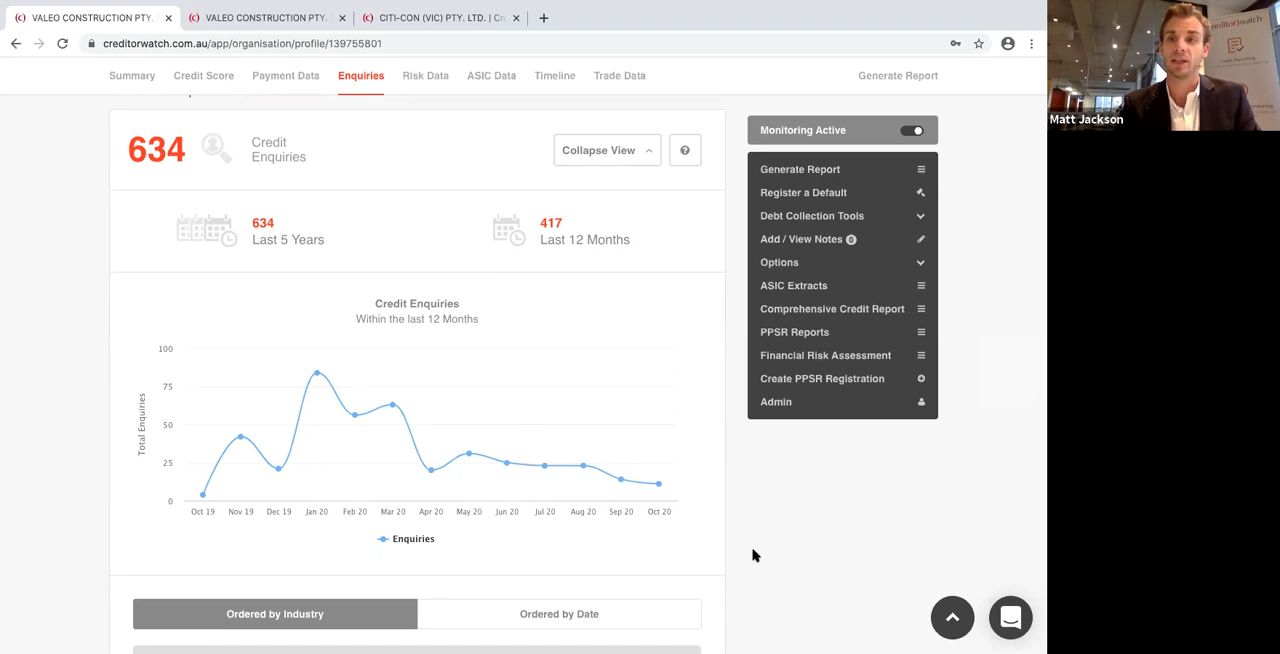 VALEO CONSTRUCTION PTY.
VALEO CONSTRUCTION PTY.
CITI-CON (VIC) PTY. LTD. | Cr
creditorwatch.com.au/app/organisation/profile/139755801
Summary
Credit Score
Payment Data
Enquiries
Risk Data
ASIC Data
Timeline
Trade Data
Generate Report
634
Credit
Enquiries
Collapse View
?
634
Last 5 Years
417
Last 12 Months
Credit Enquiries
Within the last 12 Months
Total Enquiries
100
75
50
25
0
Oct 19 Nov 19 Dec 19 Jan 20 Feb 20 Mar 20 Apr 20 May 20 Jun 20 Jul 20 Aug 20 Sep 20 Oct 20
Enquiries
Ordered by Industry
Ordered by Date
Monitoring Active
Generate Report
Register a Default
Debt Collection Tools
Add / View Notes 0
Options
ASIC Extracts
Comprehensive Credit Report
PPSR Reports
Financial Risk Assessment
Create PPSR Registration
Admin
Matt Jackson